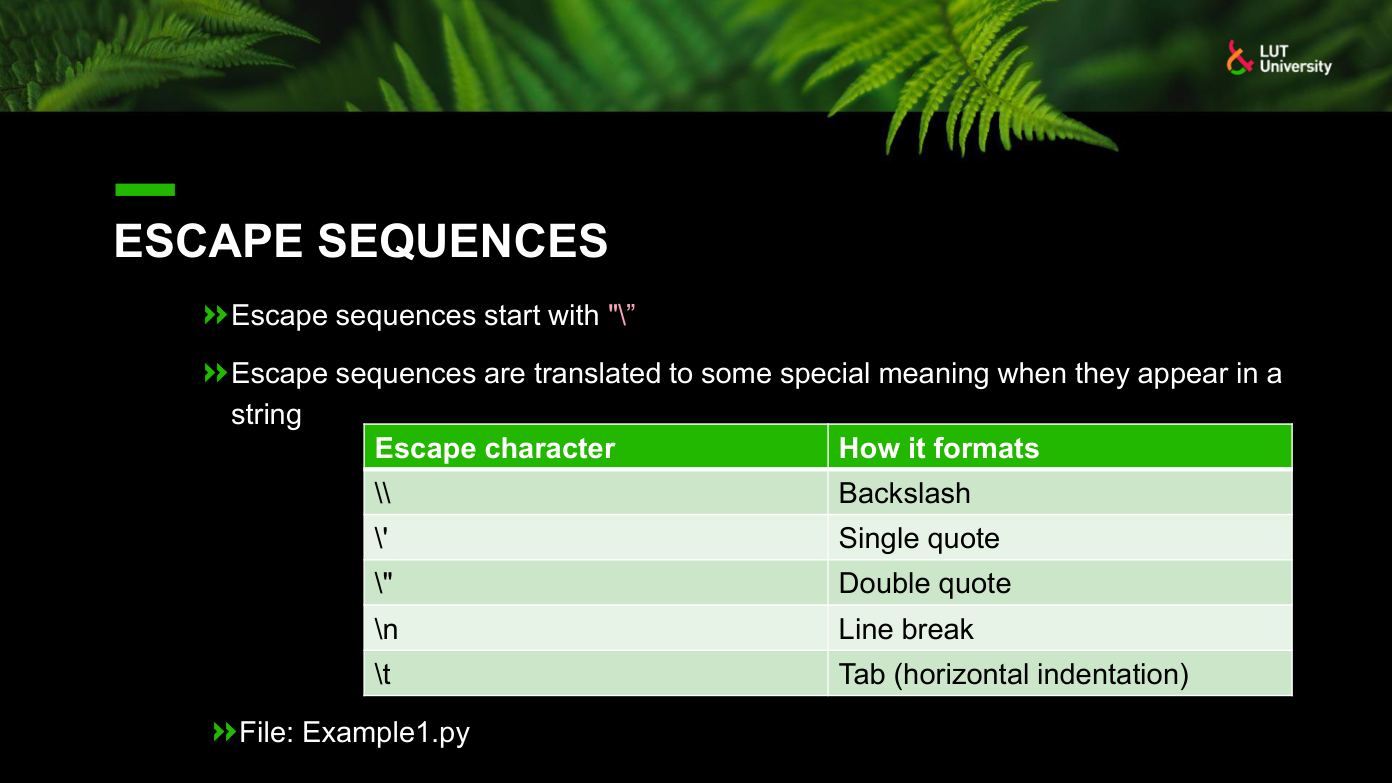 LUT
University
ESCAPE SEQUENCES
Escape sequences start with "\”
Escape sequences are translated to some special meaning when they appear in a
string
Escape character How it formats
\\ Backslash
\' Single quote
\" Double quote
\n Line break
\t Tab (horizontal indentation)
File: Example1.py